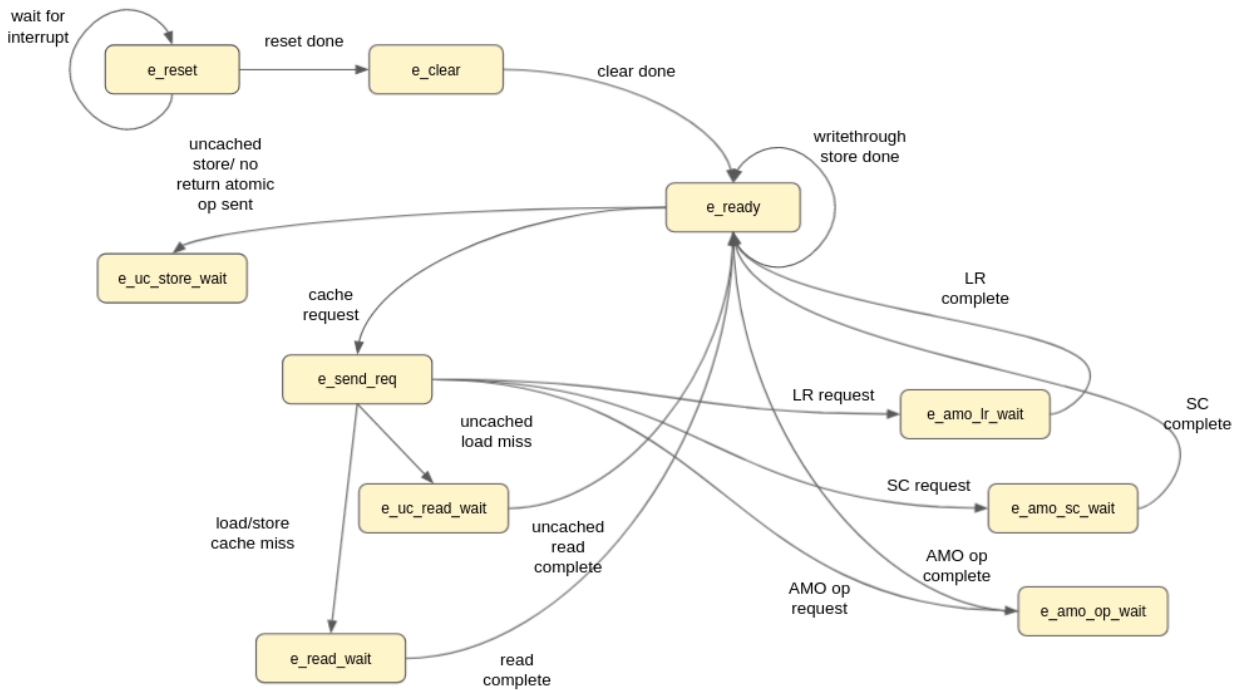 wait for
interrupt
e_reset
reset done
e_clear
clear done
writethrough
store done
e_ready
uncached
store/ no
return atomic
op sent
e_uc_store_wait
cache
request
LR
complete
e_send_req
LR request
e_amo_lr_wait
SC
complete
uncached
load miss
SC request
e_uc_read_wait
e_amo_sc_wait
load/store
cache miss
uncached
read
complete
AMO op
complete
AMO op
request
e_amo_op_wait
e_read_wait
read
complete